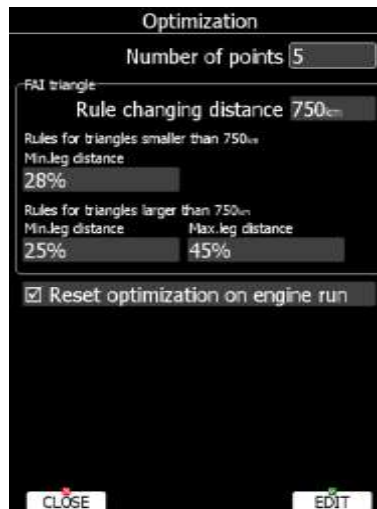 Optimization
Number of points 5
FAI triangle
Rule changing distance 750km
Rules for triangles smaller than 750km
Min.leg distance
28%
Rules for triangles larger than 750km
Min.leg distance Max.leg distance
25% 45%
Reset optimization on engine run
CLOSE EDIT